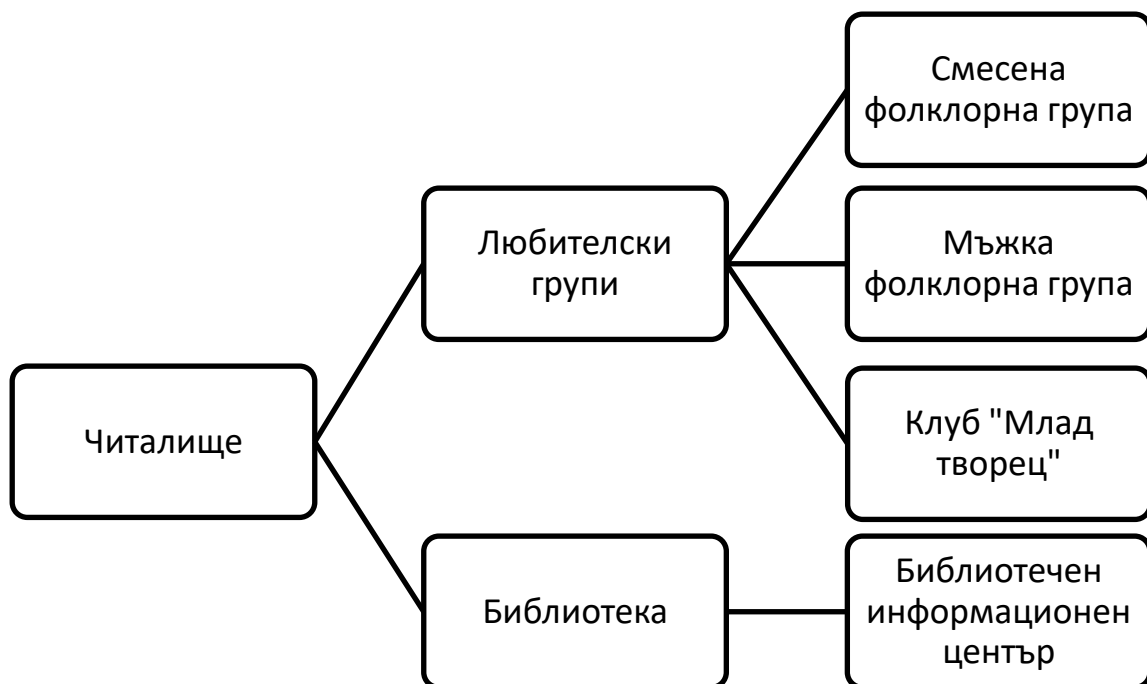 Читалище
Любителски
групи
Смесена
фолклорна група
Мъжка
фолклорна група
Клуб "Млад
творец"
Библиотека
Библиотечен
информационен
център